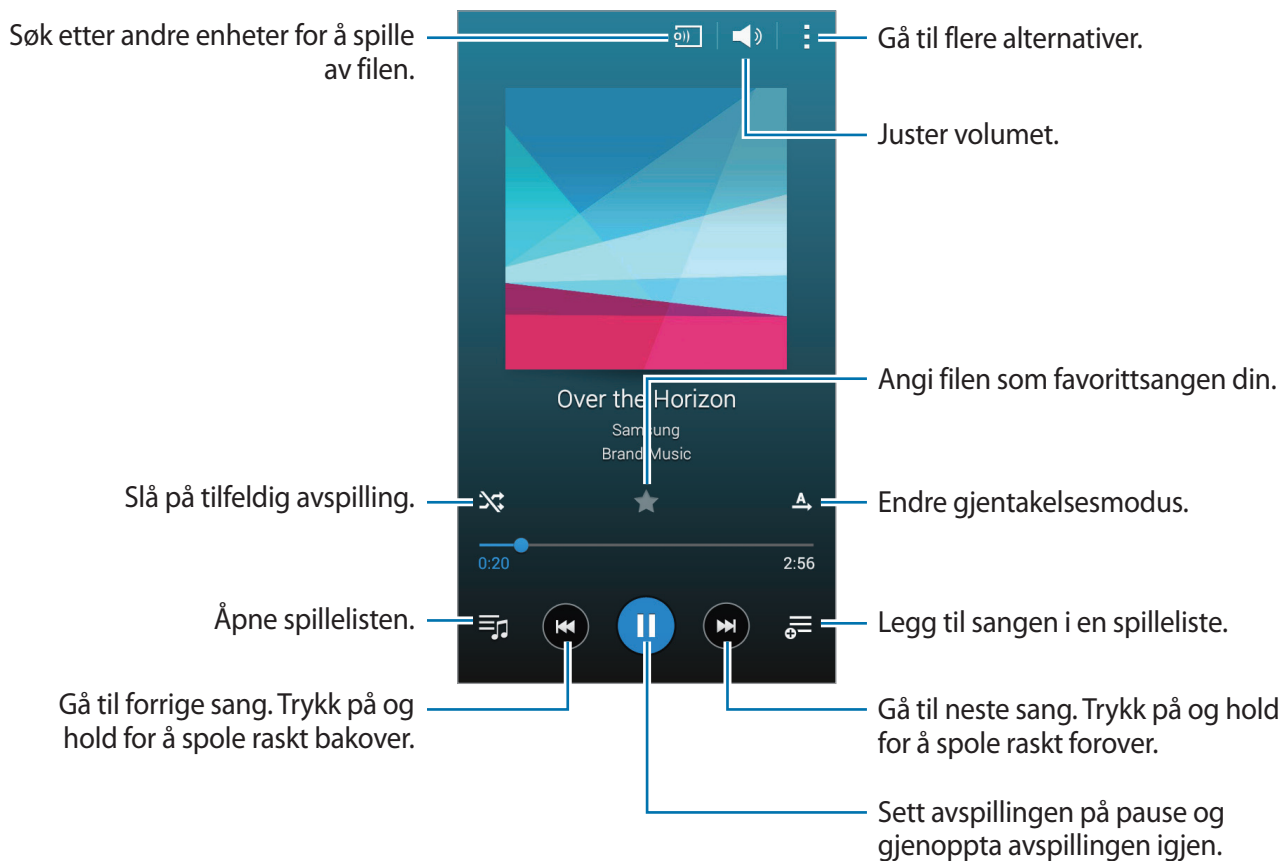 Søk etter andre enheter for å spille
av filen.
Gå til flere alternativer.
Juster volumet.
Angi filen som favorittsangen din.
Over the Horizon
Samsung
Brand Music
Slå på tilfeldig avspilling.
A
Endre gjentakelsesmodus.
0:20
2:56
Åpne spillelisten.
Legg til sangen i en spilleliste.
Gå til forrige sang. Trykk på og
hold for å spole raskt bakover.
Gå til neste sang. Trykk på og hold
for å spole raskt forover.
Sett avspillingen på pause og
gjenoppta avspillingen igjen.